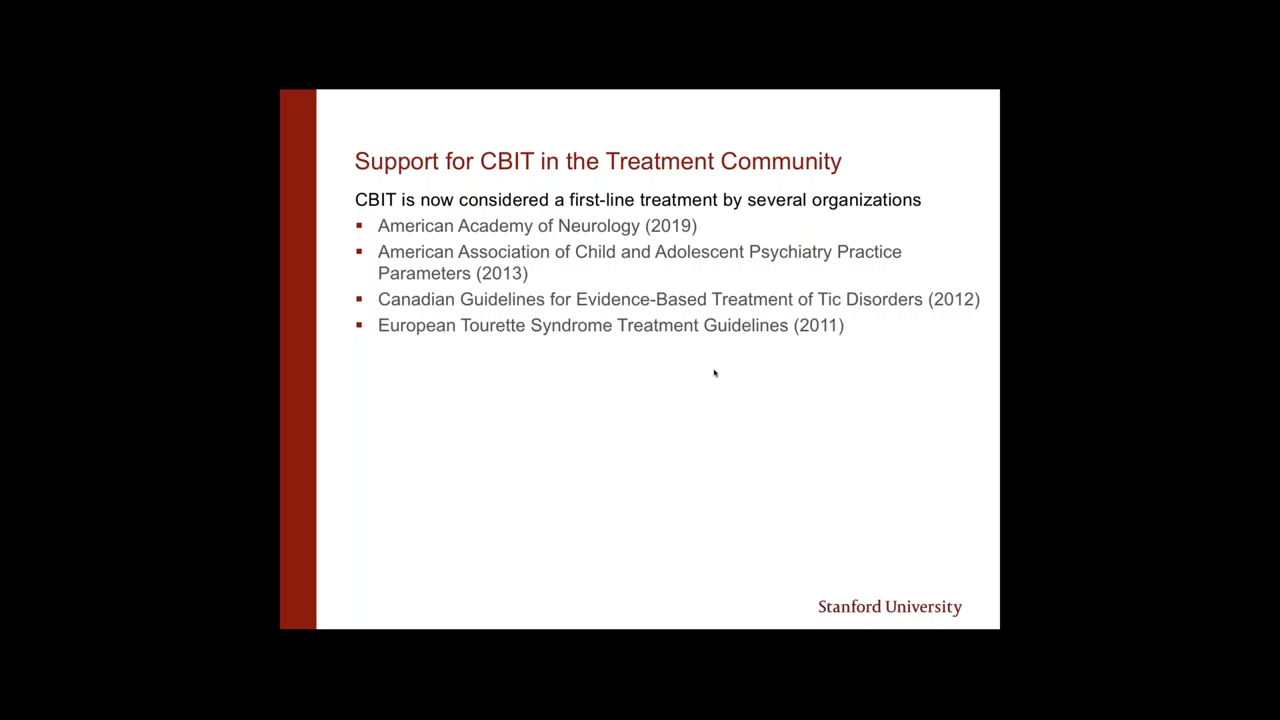 Support for CBIT in the Treatment Community
CBIT is now considered a first-line treatment by several organizations
▪ American Academy of Neurology (2019)
▪ American Association of Child and Adolescent Psychiatry Practice
Parameters (2013)
▪ Canadian Guidelines for Evidence-Based Treatment of Tic Disorders (2012)
▪ European Tourette Syndrome Treatment Guidelines (2011)
Stanford University